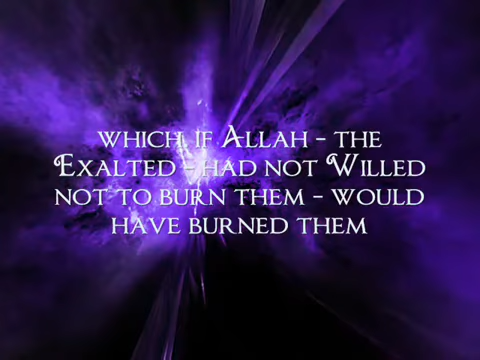 which, if Allah - the
Exalted - had not Willed
not to burn them - would
have burned them